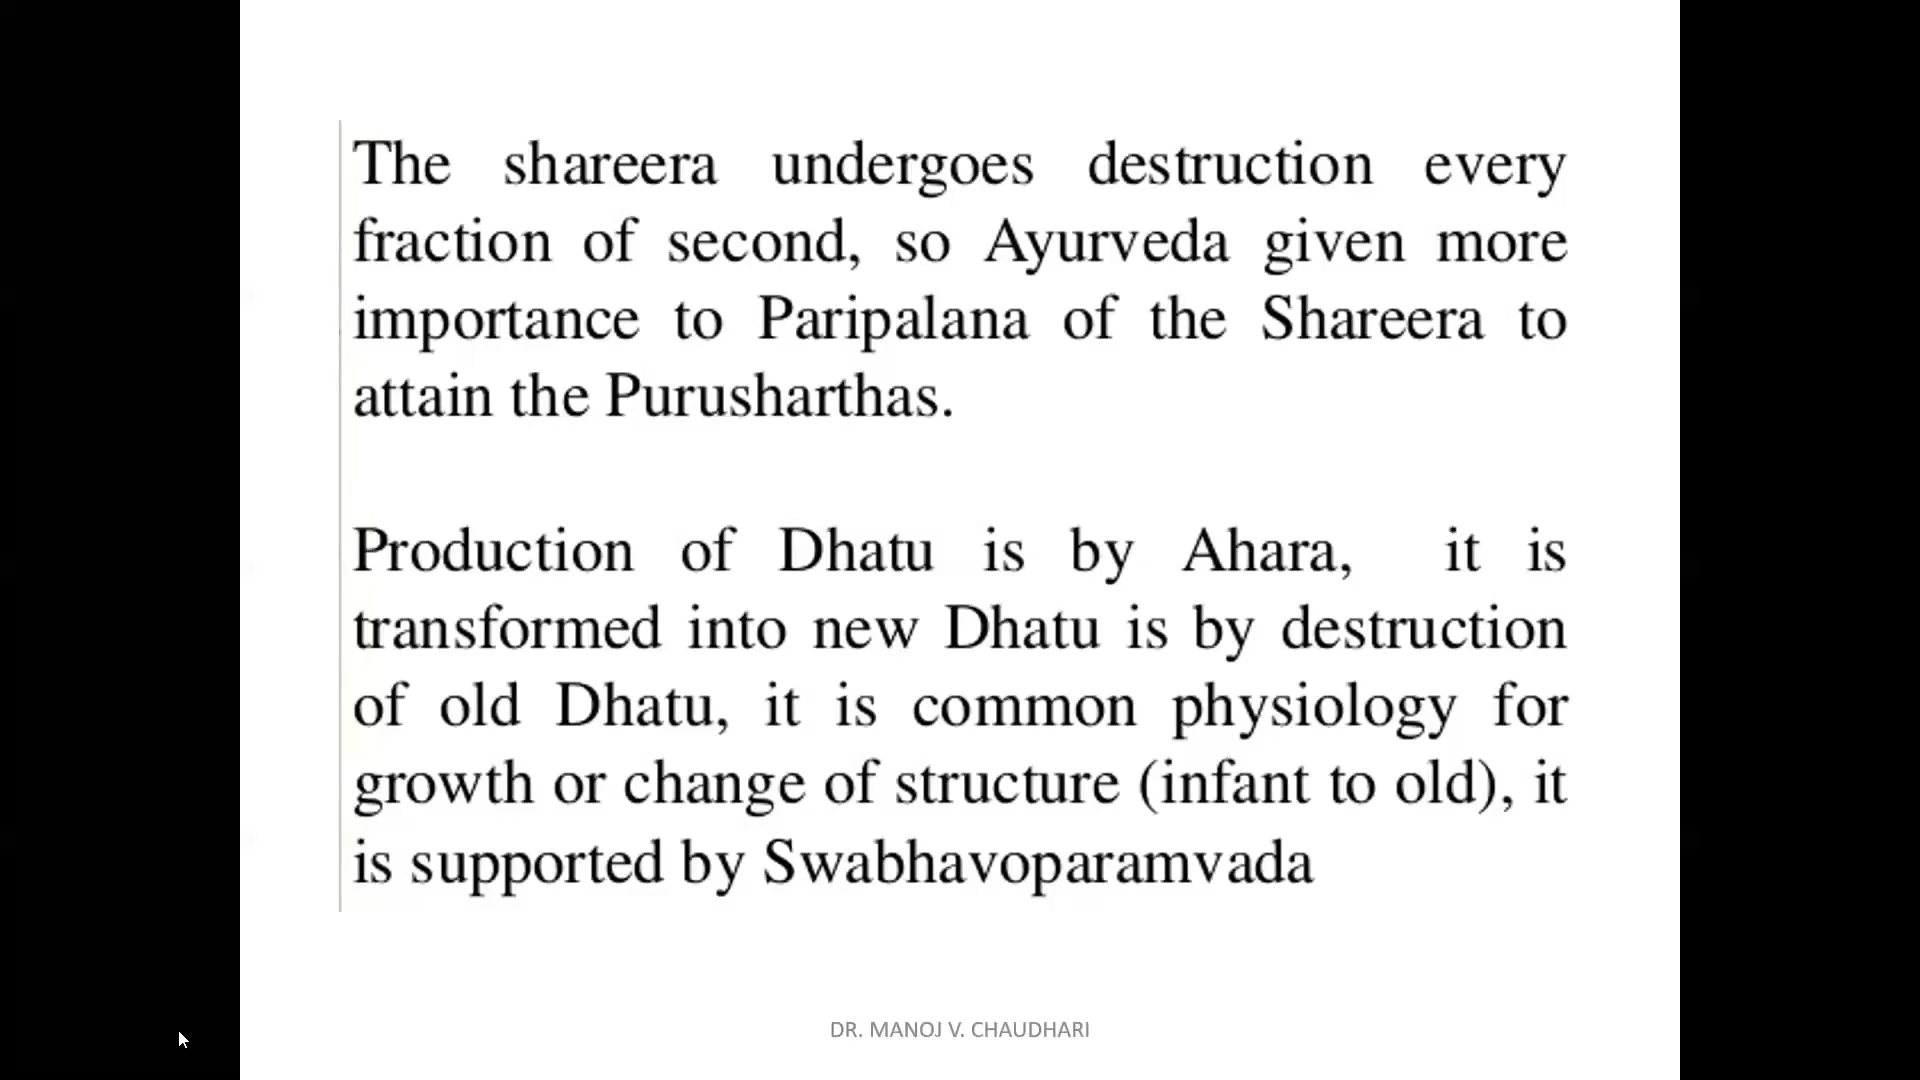 The shareera undergoes destruction every
fraction of second, so Ayurveda given more
importance to Paripalana of the Shareera to
attain the Purusharthas.
Production of Dhatu is by Ahara, it is
transformed into new Dhatu is by destruction
of old Dhatu, it is common physiology for
growth or change of structure (infant to old), it
is supported by Swabhavoparamvada
DR. MANOJ V. CHAUDHARI